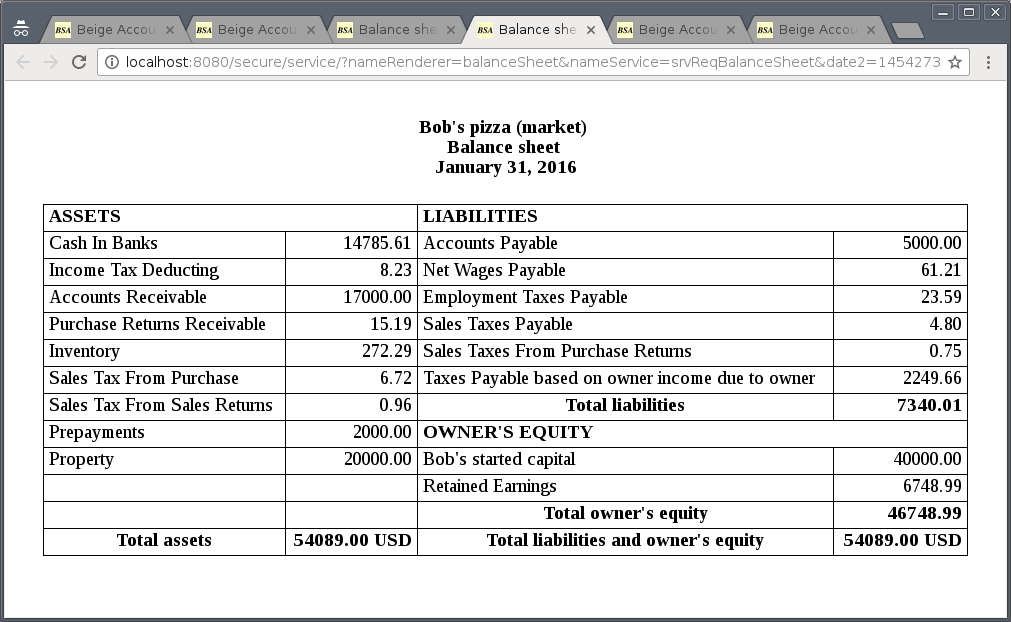 BSA Beige Accou BSA Beige Accou BSA Balance she BSA Balance she BSA Beige Accou BSA Beige Accou
localhost:8080/secure/service/?nameRenderer=balanceSheet&nameService=srvReqBalanceSheet&date2=1454273
Bob's pizza (market)
Balance sheet
January 31, 2016
ASSETS LIABILITIES
Cash In Banks 14785.61 Accounts Payable 5000.00
Income Tax Deducting 8.23 Net Wages Payable 61.21
Accounts Receivable 17000.00 Employment Taxes Payable 23.59
Purchase Returns Receivable 15.19 Sales Taxes Payable 4.80
Inventory 272.29 Sales Taxes From Purchase Returns 0.75
Sales Tax From Purchase 6.72 Taxes Payable based on owner income due to owner 2249.66
Sales Tax From Sales Returns 0.96 Total liabilities 7340.01
Prepayments 2000.00 OWNER'S EQUITY
Property 20000.00 Bob's started capital 40000.00
Retained Earnings 6748.99
Total owner's equity 46748.99
Total assets 54089.00 USD Total liabilities and owner's equity 54089.00 USD